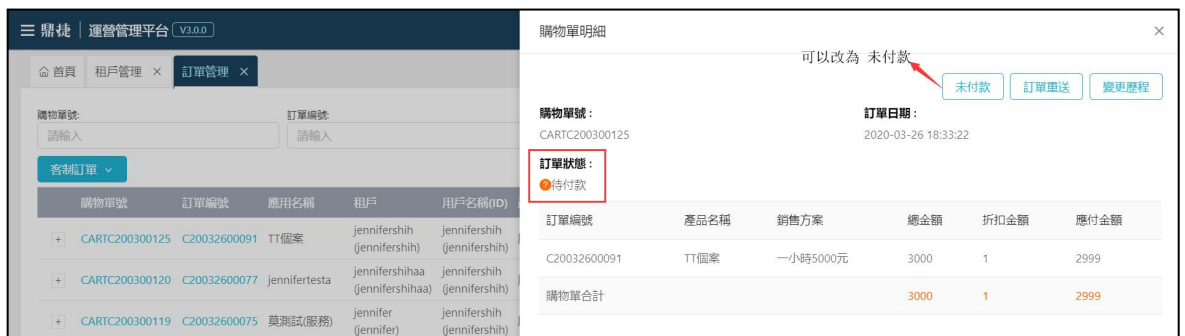 鼎捷 運營管理平台 V3.0.0
首頁 租戶管理 × 訂單管理 ×
購物單號: 訂單編號:
請輸入 請輸入
客制訂單
購物單號 訂單編號 應用名稱 租戶 用戶名稱(ID)
+ CARTC200300125 C20032600091 TT個案 jennifershih (jennifershih) jennifershih (jennifershih)
+ CARTC200300120 C20032600077 jennifertesta jennifershihaa (jennifershihaa) jennifershih (jennifershih)
+ CARTC200300119 C20032600075 莫測試(服務) jennifer (jennifer) jennifershih (jennifershih)
購物單明細 ×
可以改為 未付款
未付款 訂單重送 變更歷程
購物單號： 訂單日期：
CARTC200300125 2020-03-26 18:33:22
訂單狀態：
?待付款
訂單編號 產品名稱 銷售方案 總金額 折扣金額 應付金額
C20032600091 TT個案 一小時5000元 3000 1 2999
購物單合計 3000 1 2999